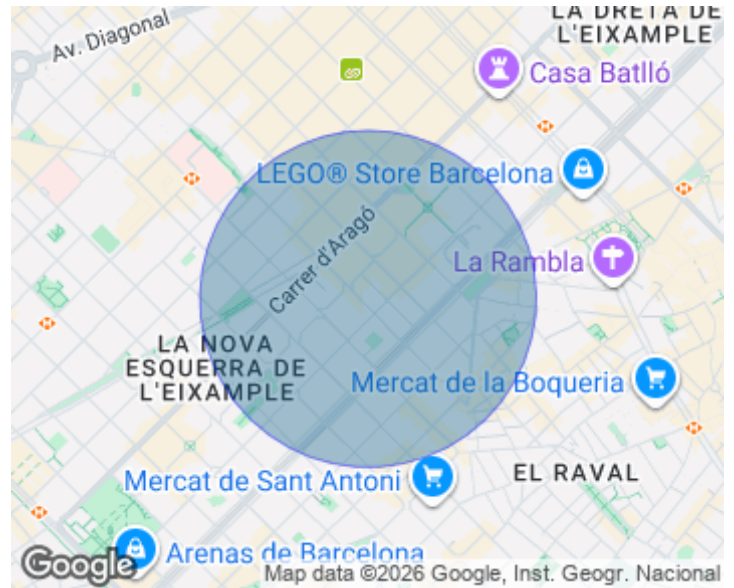 LA DRETA DE
L'EIXAMPLE
Av. Diagonal
Casa Batlló
LEGO® Store Barcelona
Carrer d'Aragó
La Rambla
LA NOVA
ESQUERRA DE
L'EIXAMPLE
Mercat de la Boqueria
Mercat de Sant Antoni
EL RAVAL
Arenas de Barcelona
Google
Map data ©2026 Google, Inst. Geogr. Nacional